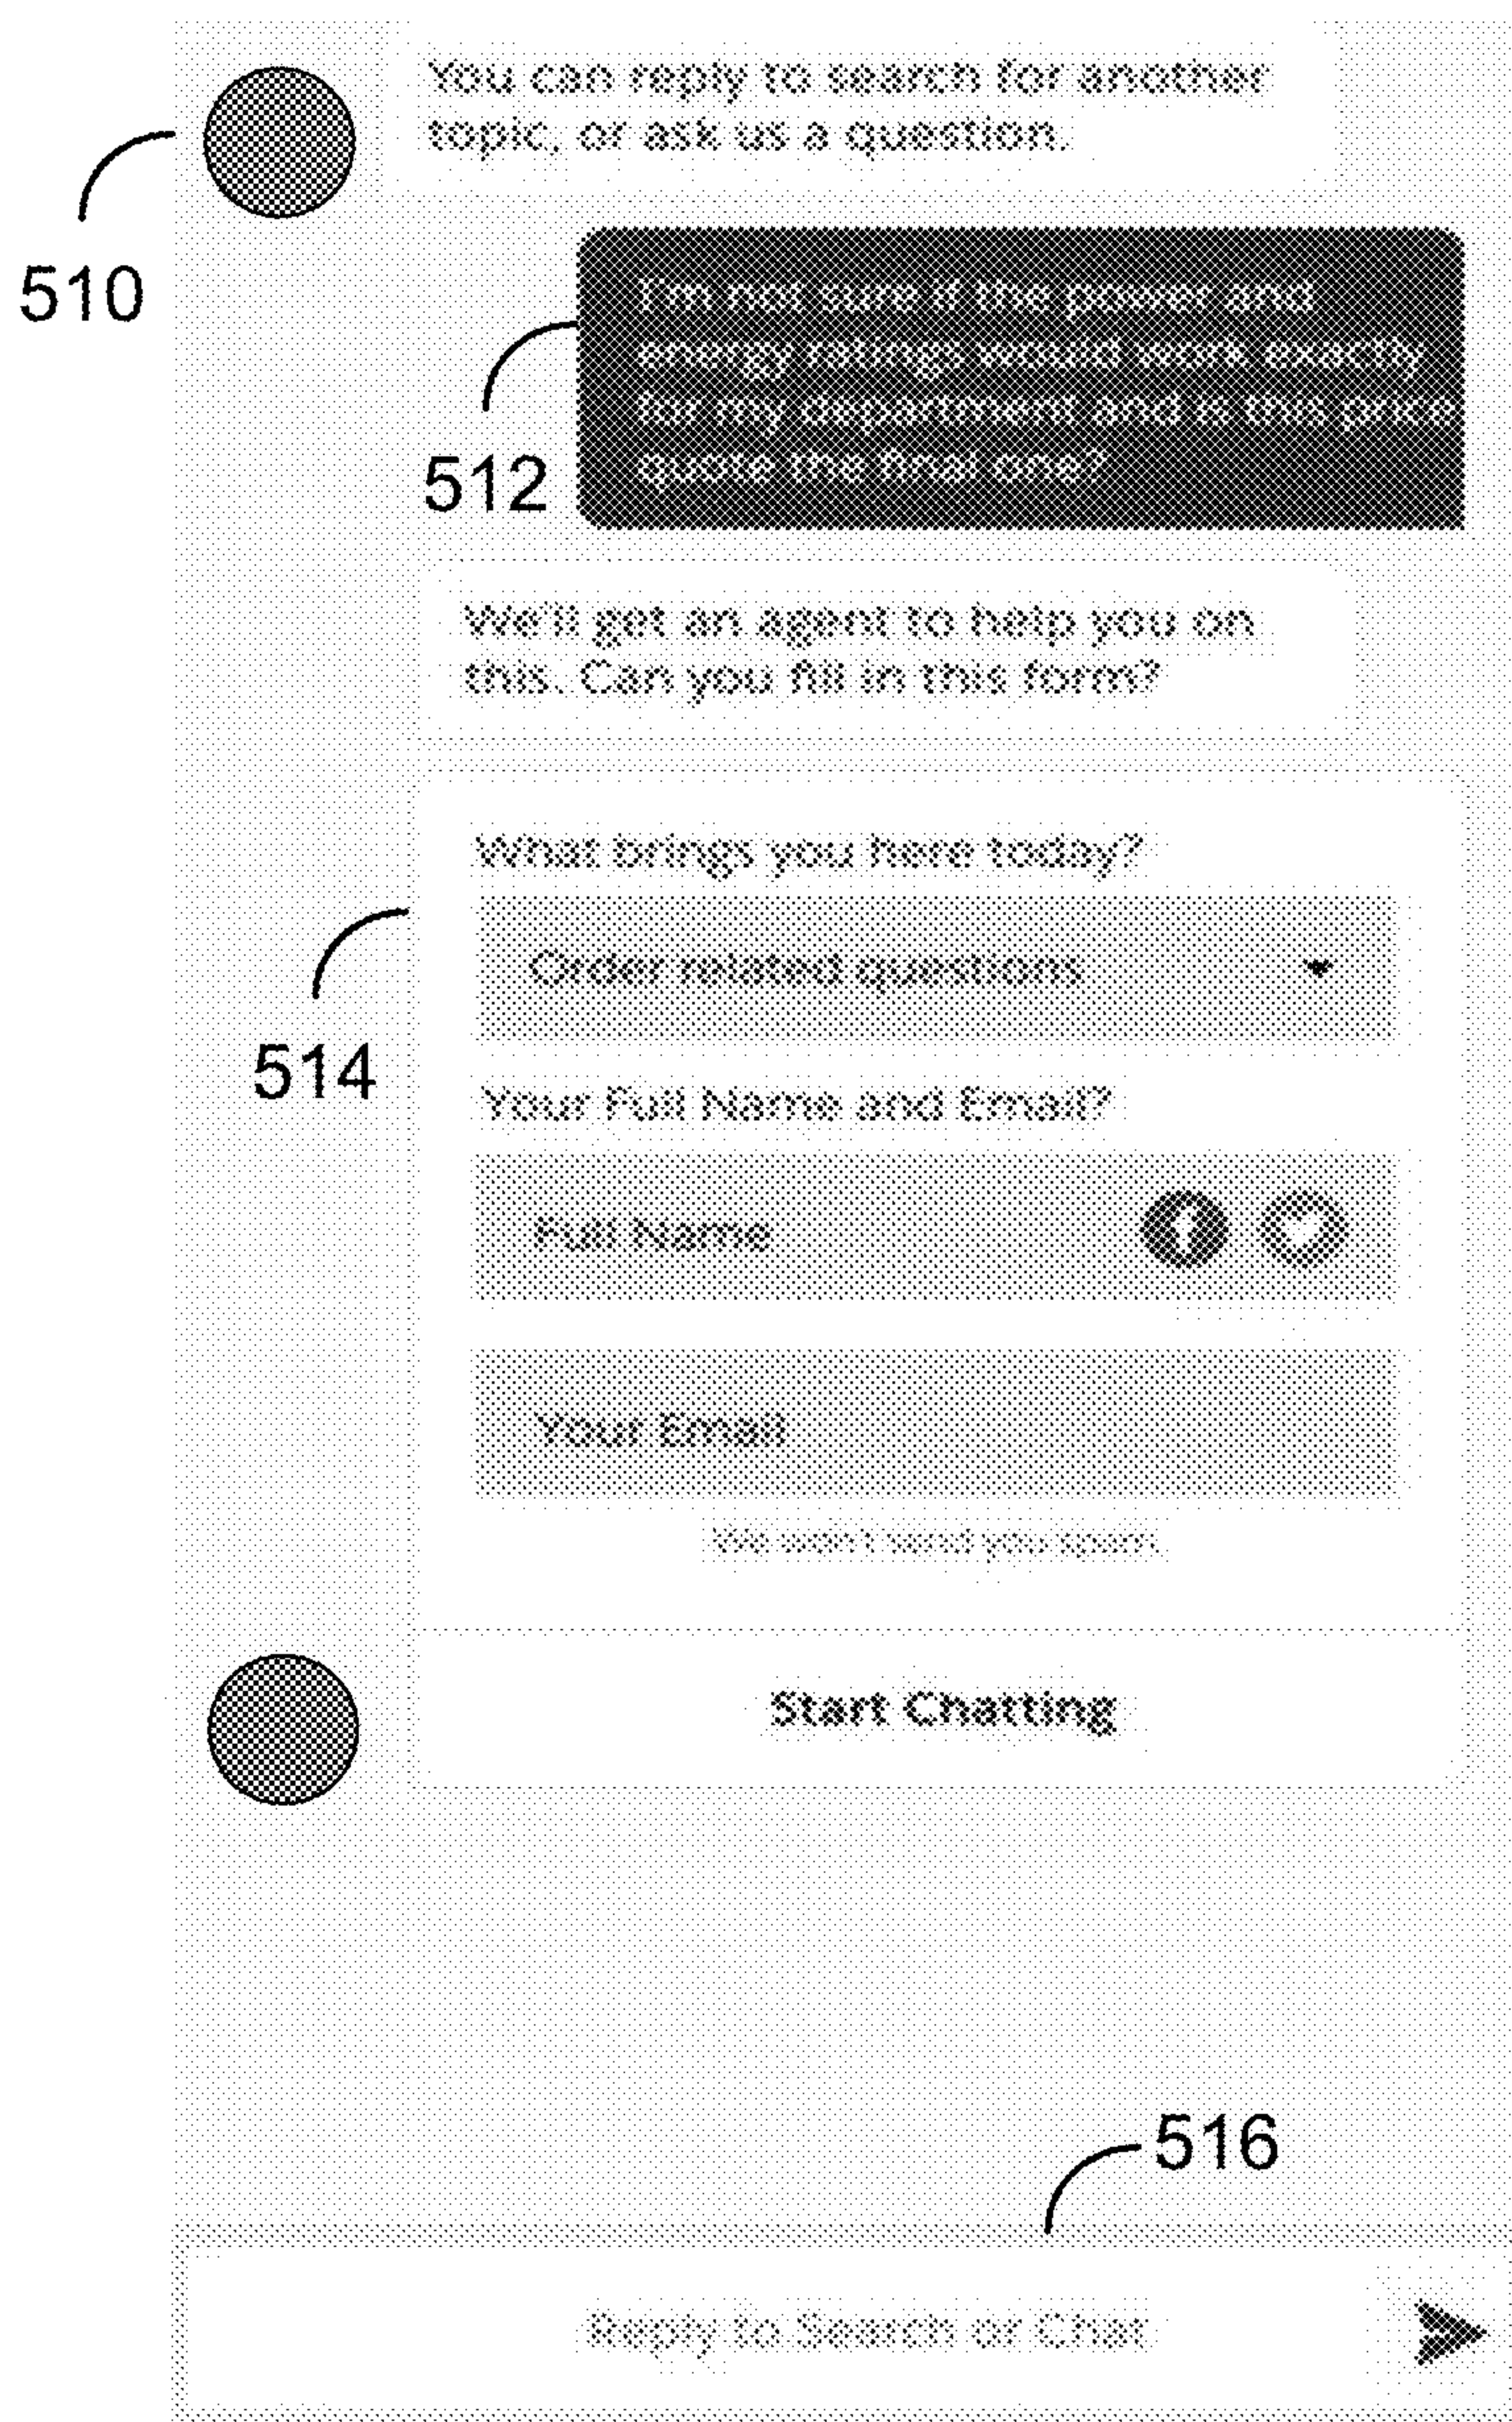 You can reply to search for another
topic, or ask us a question.
510
I'm not sure if the power and
energy ratings would work exactly
for my department and is this price
quote the final one?
512
We'll get an agent to help you on
this. Can you fill in this form?
What brings you here today?
Order related questions
514
Your Full Name and Email?
Full Name
Your Email
We won't send you spam.
Start Chatting
516
Reply to Search or Chat